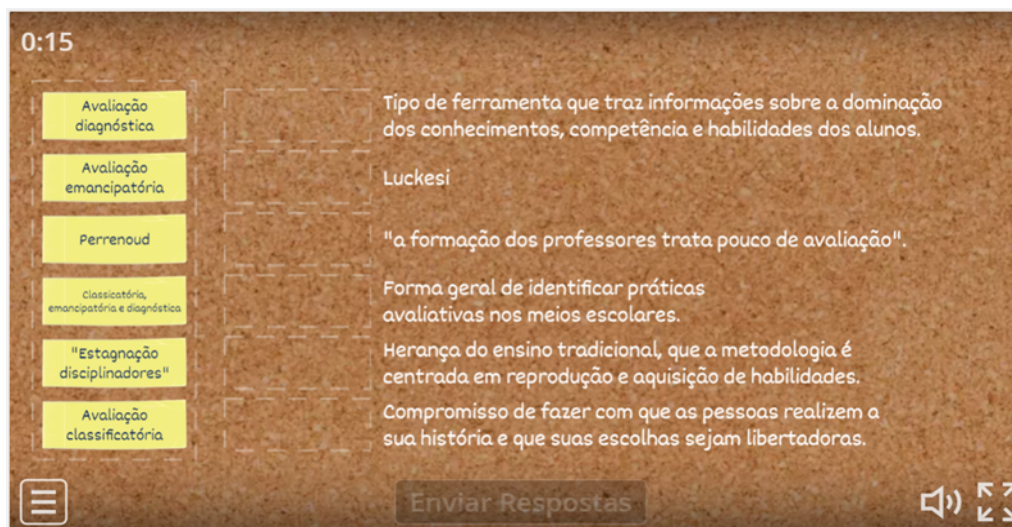 0:15
Avaliação
diagnóstica
Tipo de ferramenta que traz informações sobre a dominação
dos conhecimentos, competência e habilidades dos alunos.
Avaliação
emancipatória
Luckesi
Perrenoud
"a formação dos professores trata pouco de avaliação".
Classicatória,
emancipatória e diagnóstica
Forma geral de identificar práticas
avaliativas nos meios escolares.
"Estagnação
disciplinadores"
Herança do ensino tradicional, que a metodologia é
centrada em reprodução e aquisição de habilidades.
Avaliação
classificatória
Compromisso de fazer com que as pessoas realizem a
sua história e que suas escolhas sejam libertadoras.
Enviar Respostas